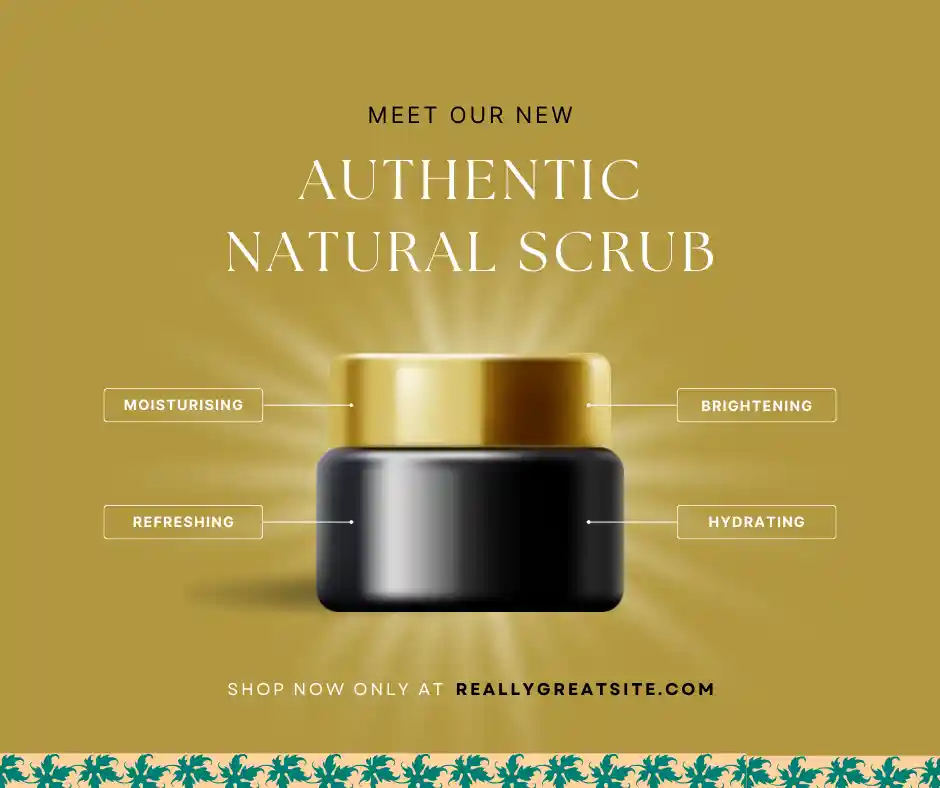 MEET OUR NEW
AUTHENTIC
NATURAL SCRUB
MOISTURISING
BRIGHTENING
REFRESHING
HYDRATING
SHOP NOW ONLY AT REALLYGREATSITE.COM